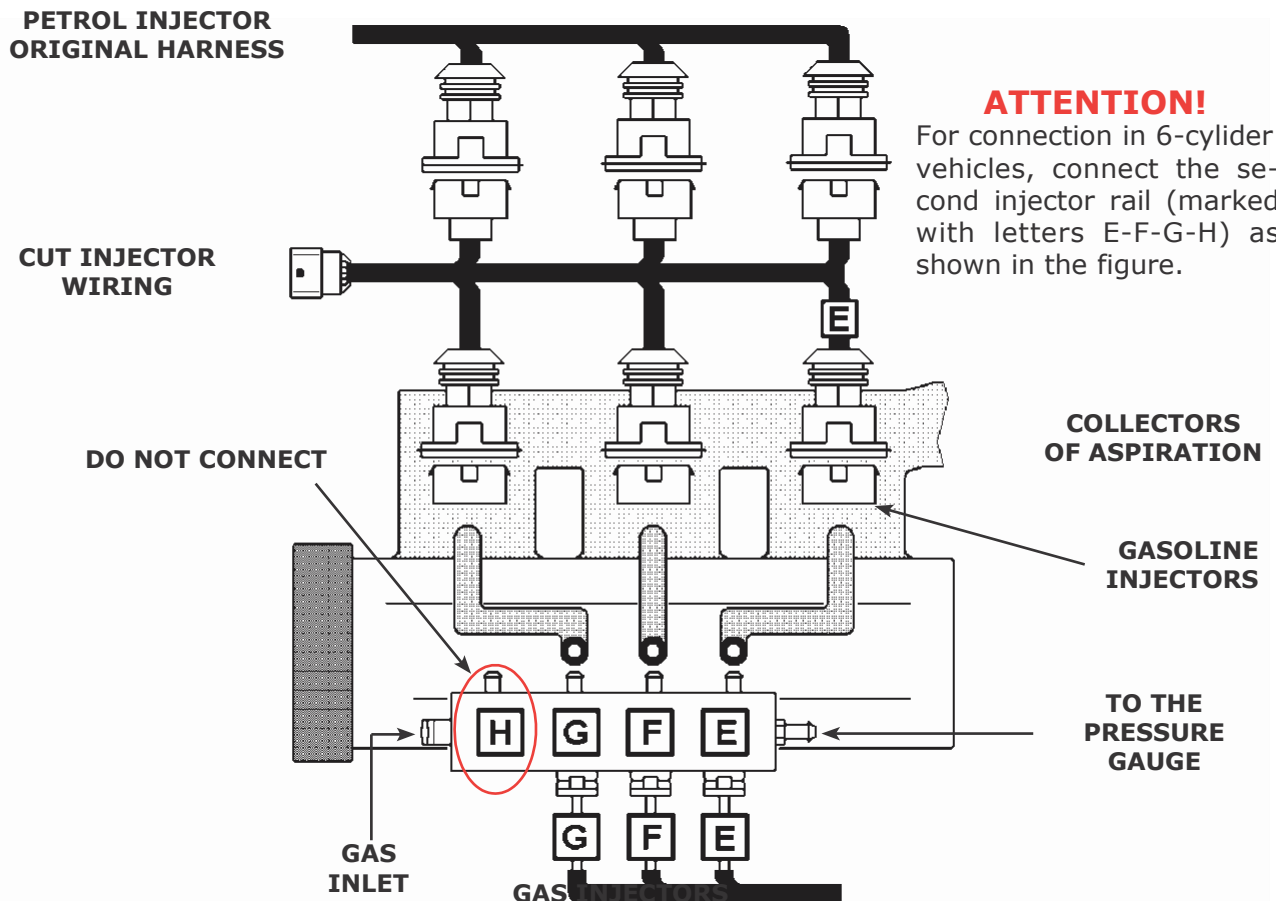 PETROL INJECTOR
ORIGINAL HARNESS
ATTENTION!
For connection in 6-cylider
vehicles, connect the se-
cond injector rail (marked
with letters E-F-G-H) as
shown in the figure.
CUT INJECTOR
WIRING
E
COLLECTORS
OF ASPIRATION
DO NOT CONNECT
GASOLINE
INJECTORS
H G F E
TO THE
PRESSURE
GAUGE
G F E
GAS
INLET
GAS INJECTORS